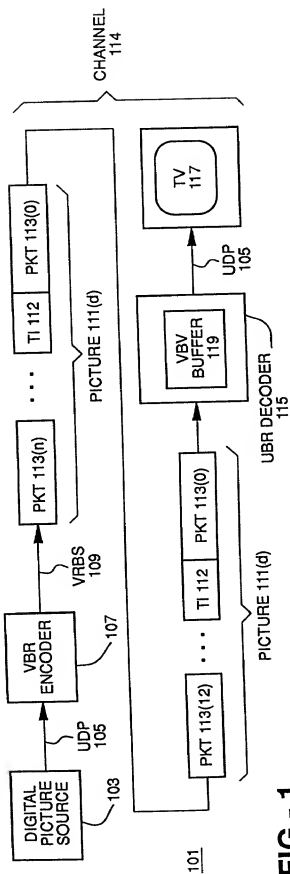 CHANNEL
114
DIGITAL
PICTURE
SOURCE
103
UDP
105
VBR
ENCODER
107
VRBS
109
PKT 113(n)
• • •
TI 112
PKT 113(0)
PICTURE 111(d)
PKT 113(12)
• • •
TI 112
PKT 113(0)
PICTURE 111(d)
VBV
BUFFER
119
UBR DECODER
115
UDP
105
TV
117
101
FIG - 1